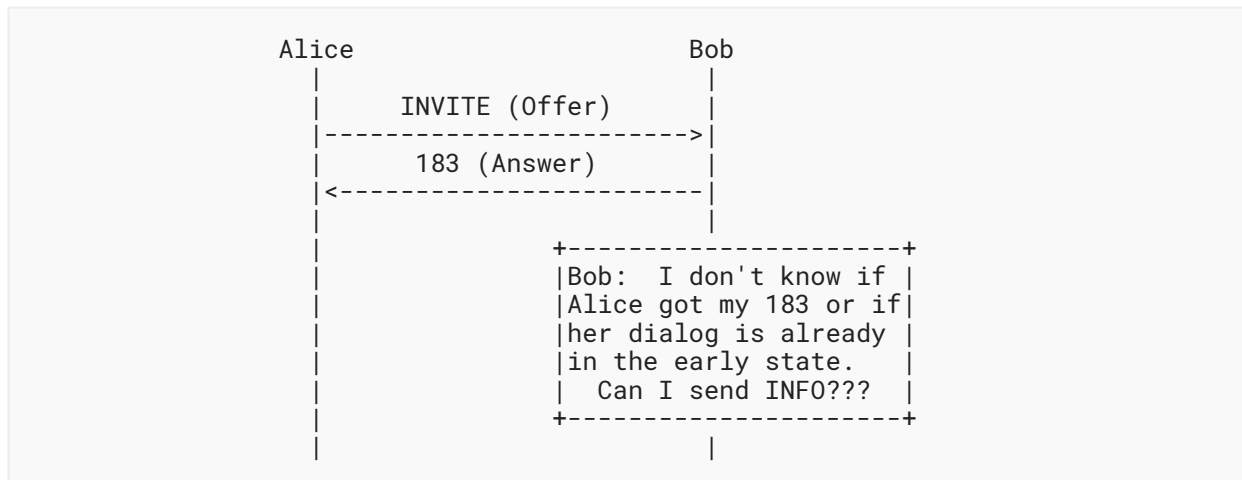 Alice Bob
INVITE (Offer)
183 (Answer)
Bob: I don't know if
Alice got my 183 or if
her dialog is already
in the early state.
Can I send INFO???